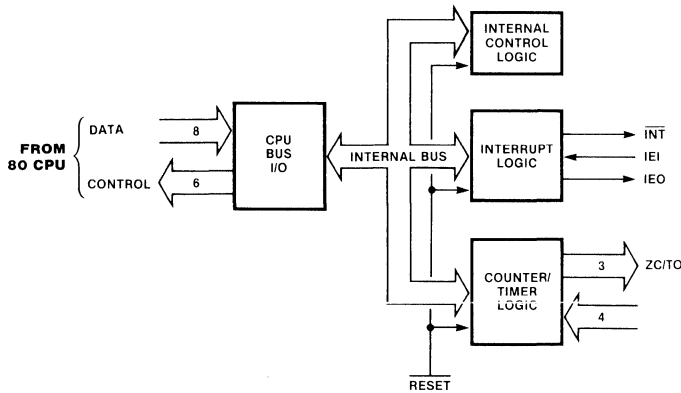 INTERNAL
CONTROL
LOGIC
FROM
80 CPU
DATA
8
CONTROL
6
CPU
BUS
I/O
INTERNAL BUS
INTERRUPT
LOGIC
INT
IEI
IEO
COUNTER/
TIMER
LOGIC
3
ZC/TO
4
RESET